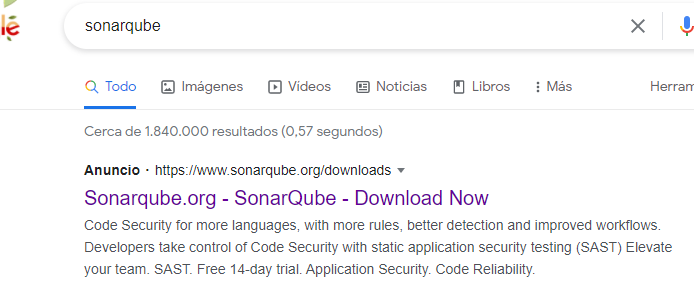 le
sonarqube
Todo Imágenes Vídeos Noticias Libros Más Herram
Cerca de 1.840.000 resultados (0,57 segundos)
Anuncio · https://www.sonarqube.org/downloads
Sonarqube.org - SonarQube - Download Now
Code Security for more languages, with more rules, better detection and improved workflows.
Developers take control of Code Security with static application security testing (SAST) Elevate
your team. SAST. Free 14-day trial. Application Security. Code Reliability.